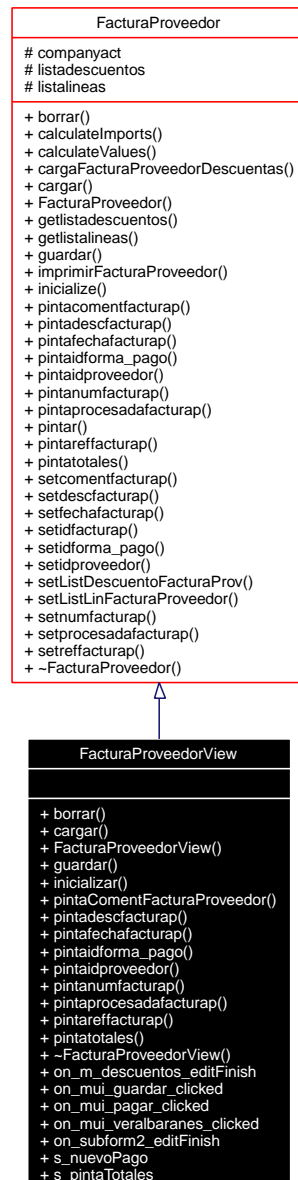 FacturaProveedor
# companyact
# listadescuentos
# listalineas
+ borrar()
+ calculateImports()
+ calculateValues()
+ cargaFacturaProveedorDescuentas()
+ cargar()
+ FacturaProveedor()
+ getlistadescuentos()
+ getlistalineas()
+ guardar()
+ imprimirFacturaProveedor()
+ inicialize()
+ pintacomentfacturap()
+ pintadescfacturap()
+ pintafechafacturap()
+ pintaidforma_pago()
+ pintaidproveedor()
+ pintanumfacturap()
+ pintaprocesadafacturap()
+ pintar()
+ pintareffacturap()
+ pintatotales()
+ setcomentfacturap()
+ setdescfacturap()
+ setfechafacturap()
+ setidfacturap()
+ setidforma_pago()
+ setidproveedor()
+ setListDescuentoFacturaProv()
+ setListLinFacturaProveedor()
+ setnumfacturap()
+ setprocesadafacturap()
+ setreffacturap()
+ ~FacturaProveedor()
FacturaProveedorView
+ borrar()
+ cargar()
+ FacturaProveedorView()
+ guardar()
+ inicializar()
+ pintaComentFacturaProveedor()
+ pintadescfacturap()
+ pintafechafacturap()
+ pintaidforma_pago()
+ pintaidproveedor()
+ pintanumfacturap()
+ pintaprocesadafacturap()
+ pintareffacturap()
+ pintatotales()
+ ~FacturaProveedorView()
+ on_m_descuentos_editFinish
+ on_mui_guardar_clicked
+ on_mui_pagar_clicked
+ on_mui_veralbaranes_clicked
+ on_subform2_editFinish
+ s_nuevoPago
+ s_pintaTotales